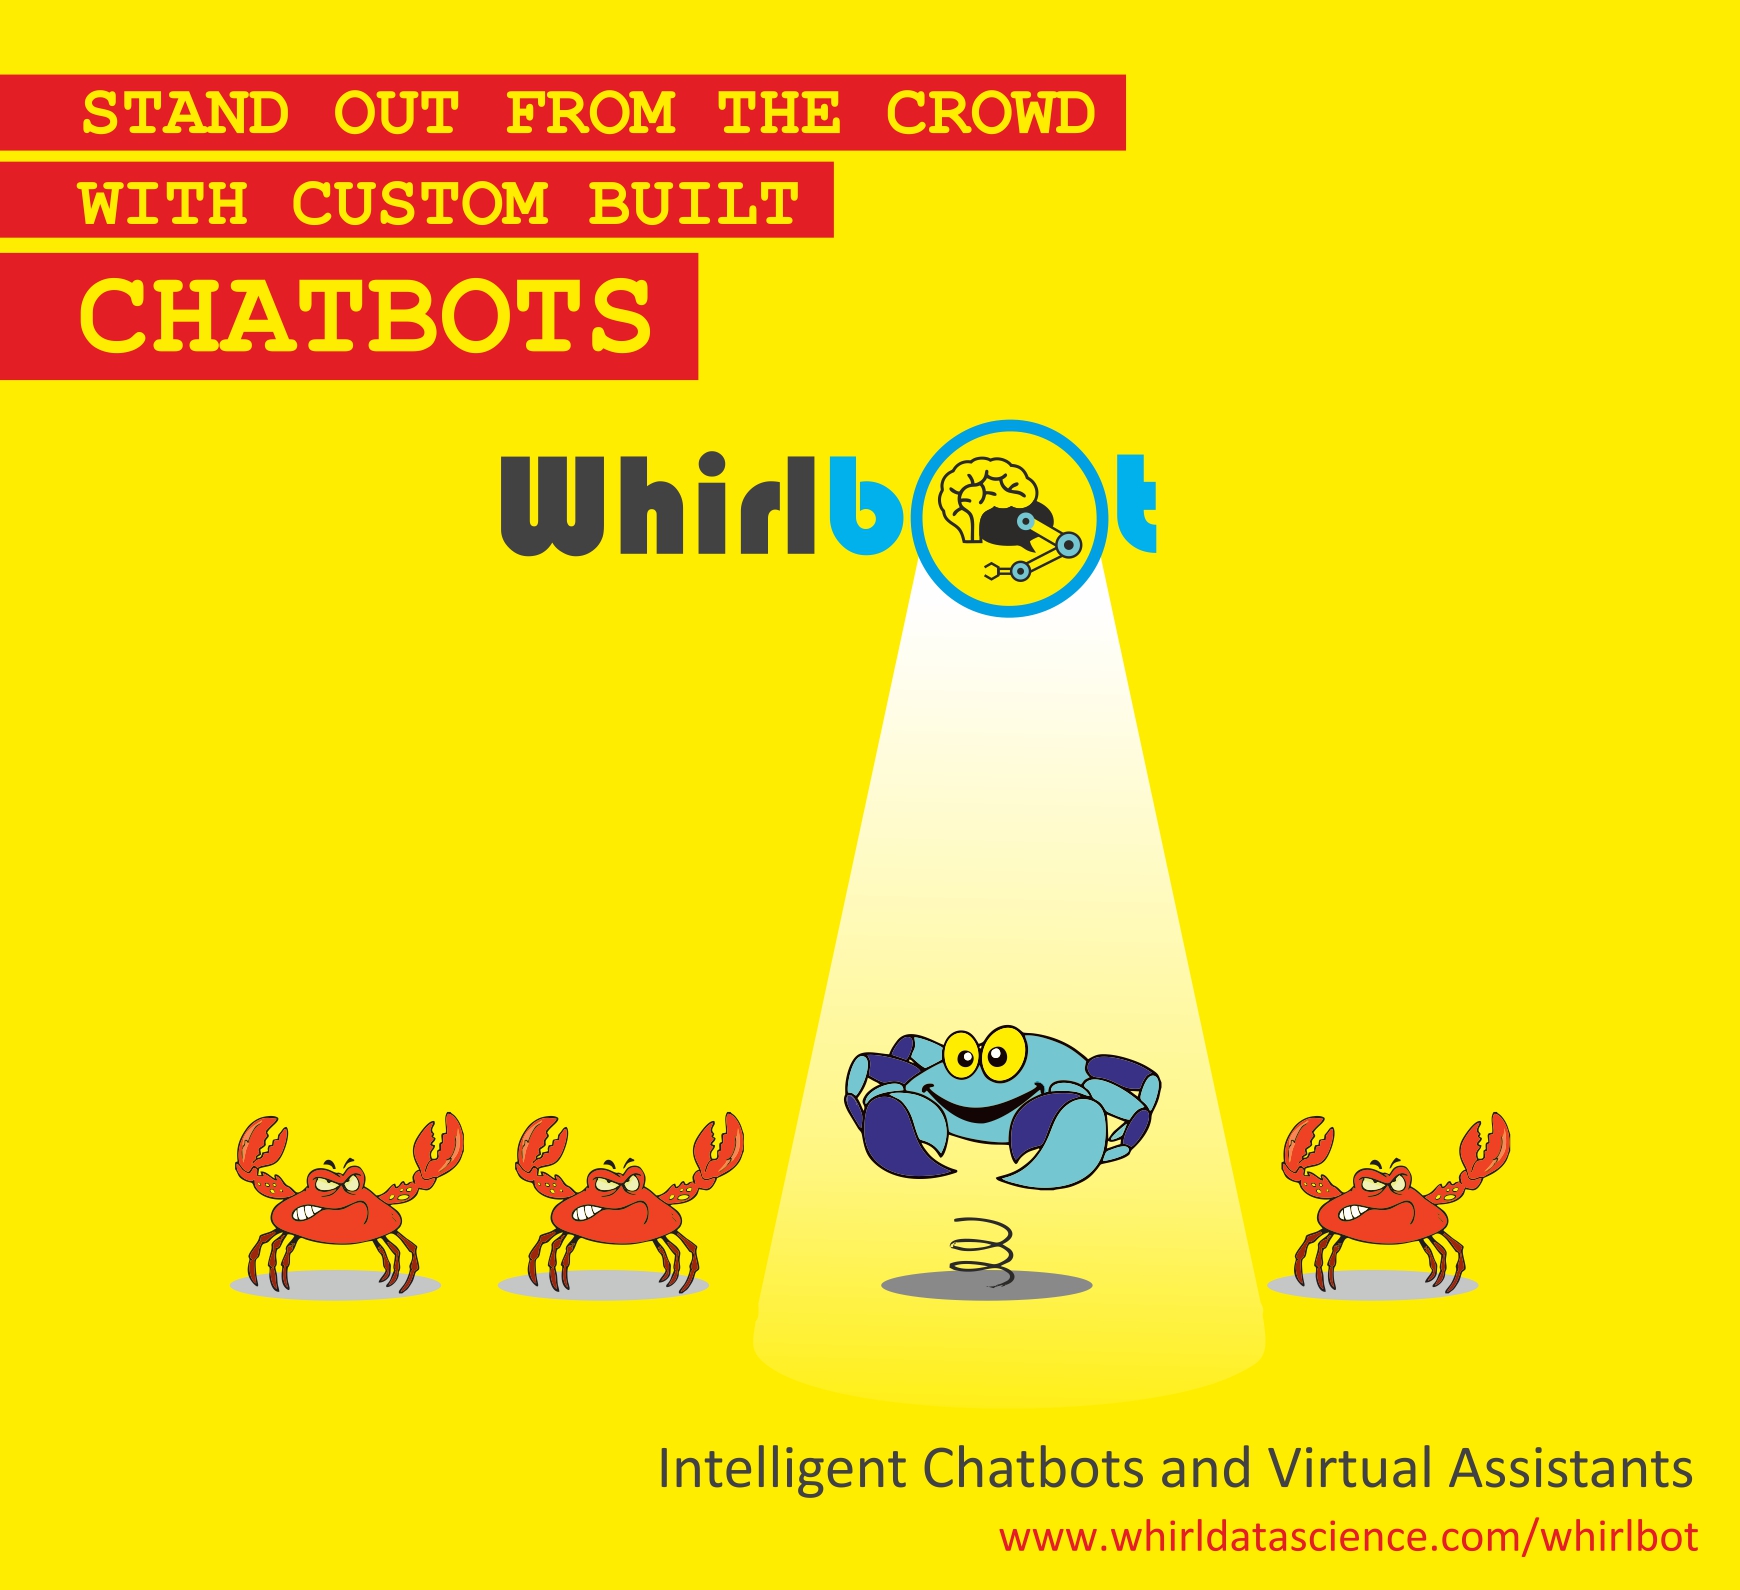 STAND OUT FROM THE CROWD
WITH CUSTOM BUILT
CHATBOTS
Whirlbot
Intelligent Chatbots and Virtual Assistants
www.whirldatascience.com/whirlbot